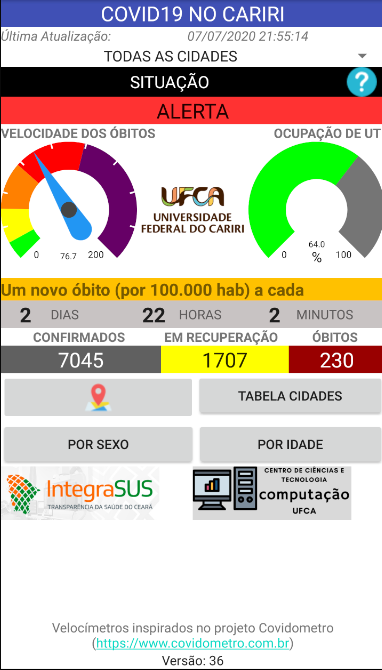 COVID19 NO CARIRI
Última Atualização: 07/07/2020 21:55:14
TODAS AS CIDADES
SITUAÇÃO ?
ALERTA
VELOCIDADE DOS ÓBITOS OCUPAÇÃO DE UT
UFCA
UNIVERSIDADE
FEDERAL DO CARIRI
0 76.7 200
0 64.0 100
%
Um novo óbito (por 100.000 hab) a cada
2 DIAS 22 HORAS 2 MINUTOS
CONFIRMADOS EM RECUPERAÇÃO ÓBITOS
7045 1707 230
TABELA CIDADES
POR SEXO POR IDADE
IntegraSUS
TRANSPARÊNCIA DA SAÚDE DO CEARÁ
CENTRO DE CIÊNCIAS E
TECNOLOGIA
computação
UFCA
Velocímetros inspirados no projeto Covidometro
(https://www.covidometro.com.br)
Versão: 36